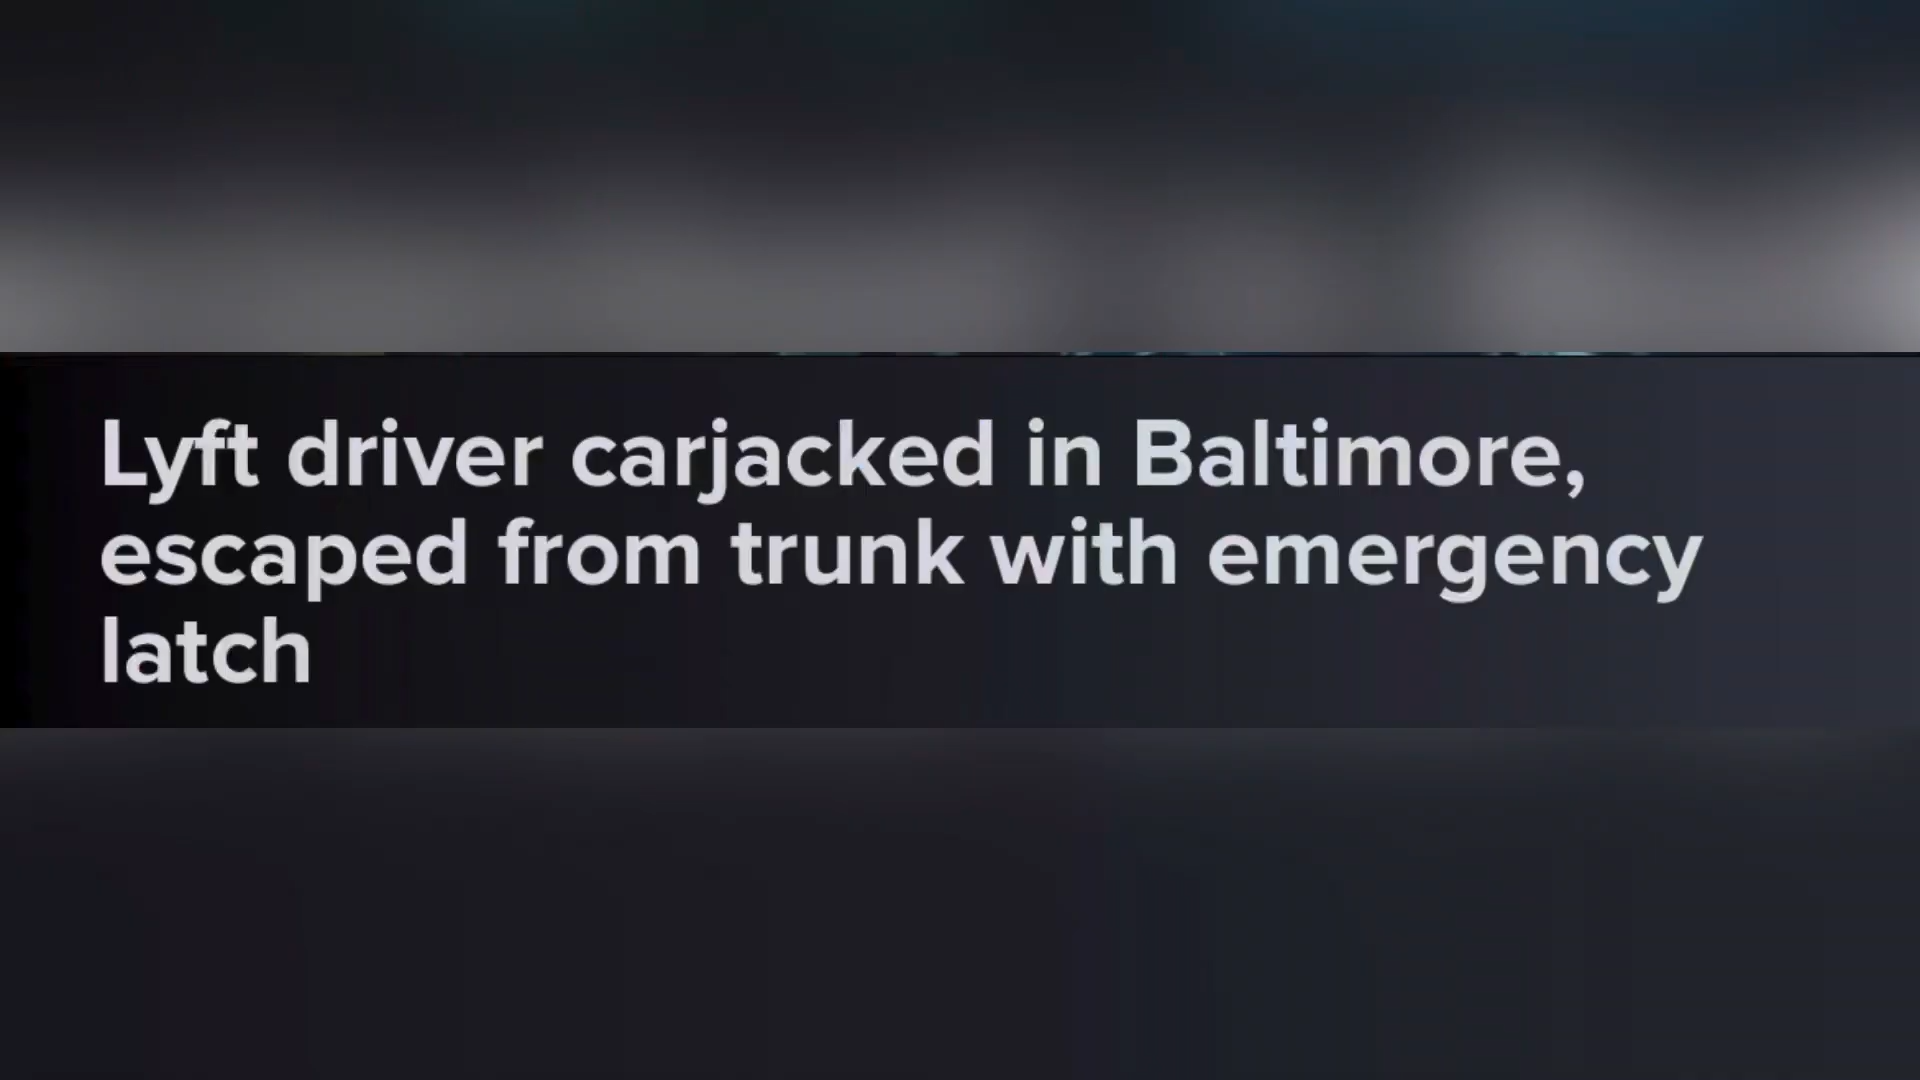 Lyft driver carjacked in Baltimore,
escaped from trunk with emergency
latch